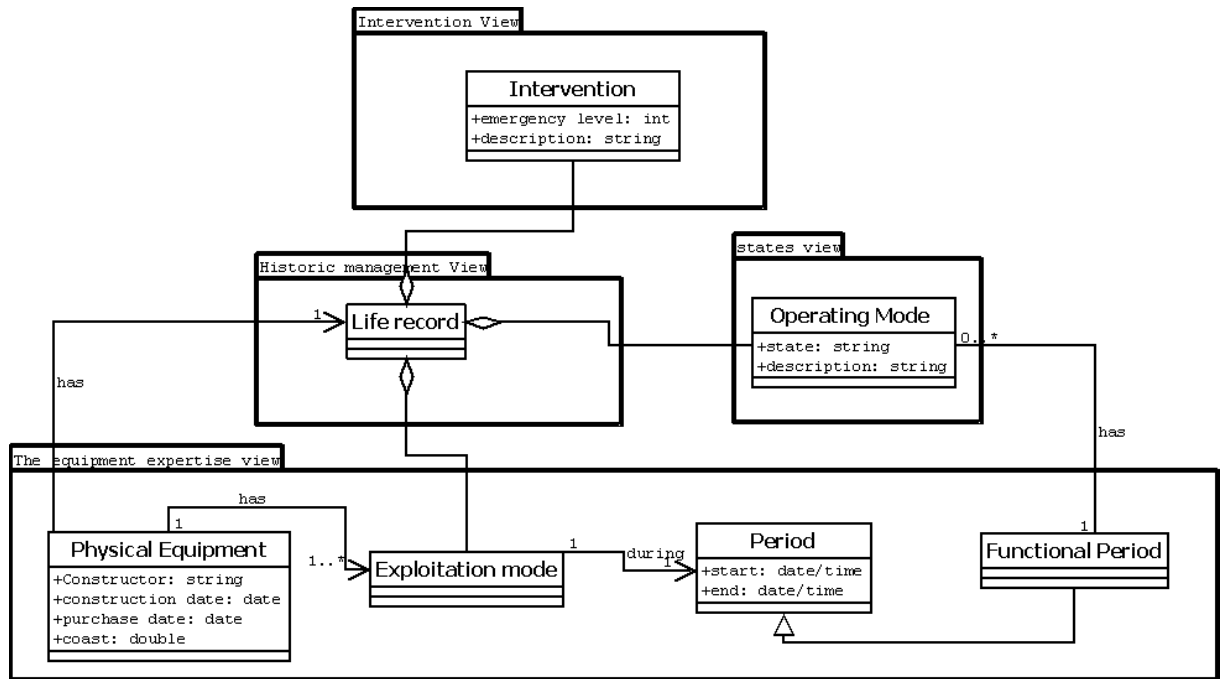 Intervention View
Intervention
+emergency level: int
+description: string
Historic management View
1
Life record
states view
Operating Mode
+state: string
+description: string
0..*
has
has
The equipment expertise view
has
1
Physical Equipment
+Constructor: string
+construction date: date
+purchase date: date
+coast: double
1..*
Exploitation mode
1
during
1
Period
+start: date/time
+end: date/time
1
Functional Period